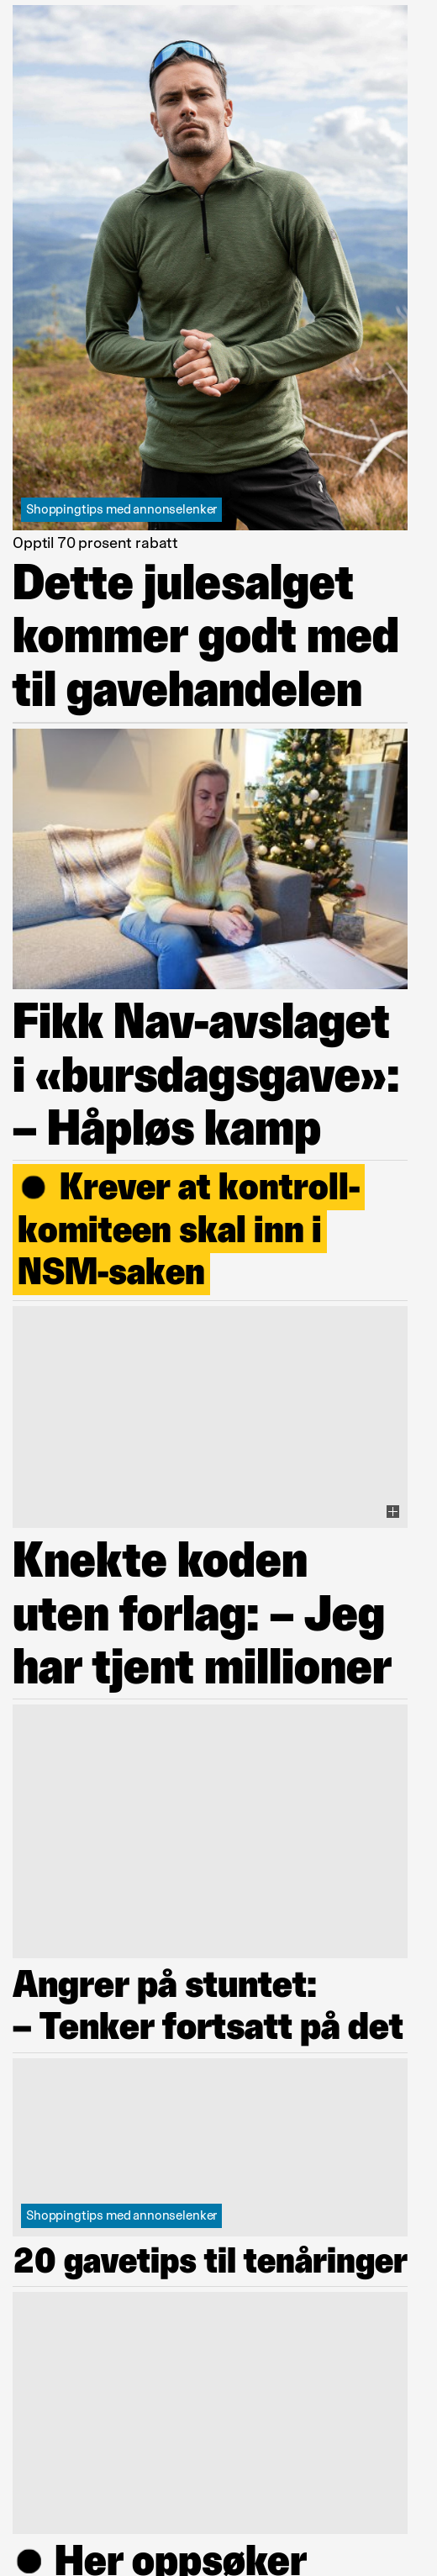 Shoppingtips med annonselenker
Opptil 70 prosent rabatt
Dette julesalget
kommer godt med
til gavehandelen
Fikk Nav-avslaget
i «bursdagsgave»:
– Håpløs kamp
Krever at kontroll-
komiteen skal inn i
NSM-saken
Knekte koden
uten forlag: – Jeg
har tjent millioner
Angrer på stuntet:
– Tenker fortsatt på det
Shoppingtips med annonselenker
20 gavetips til tenåringer
Her oppsøker